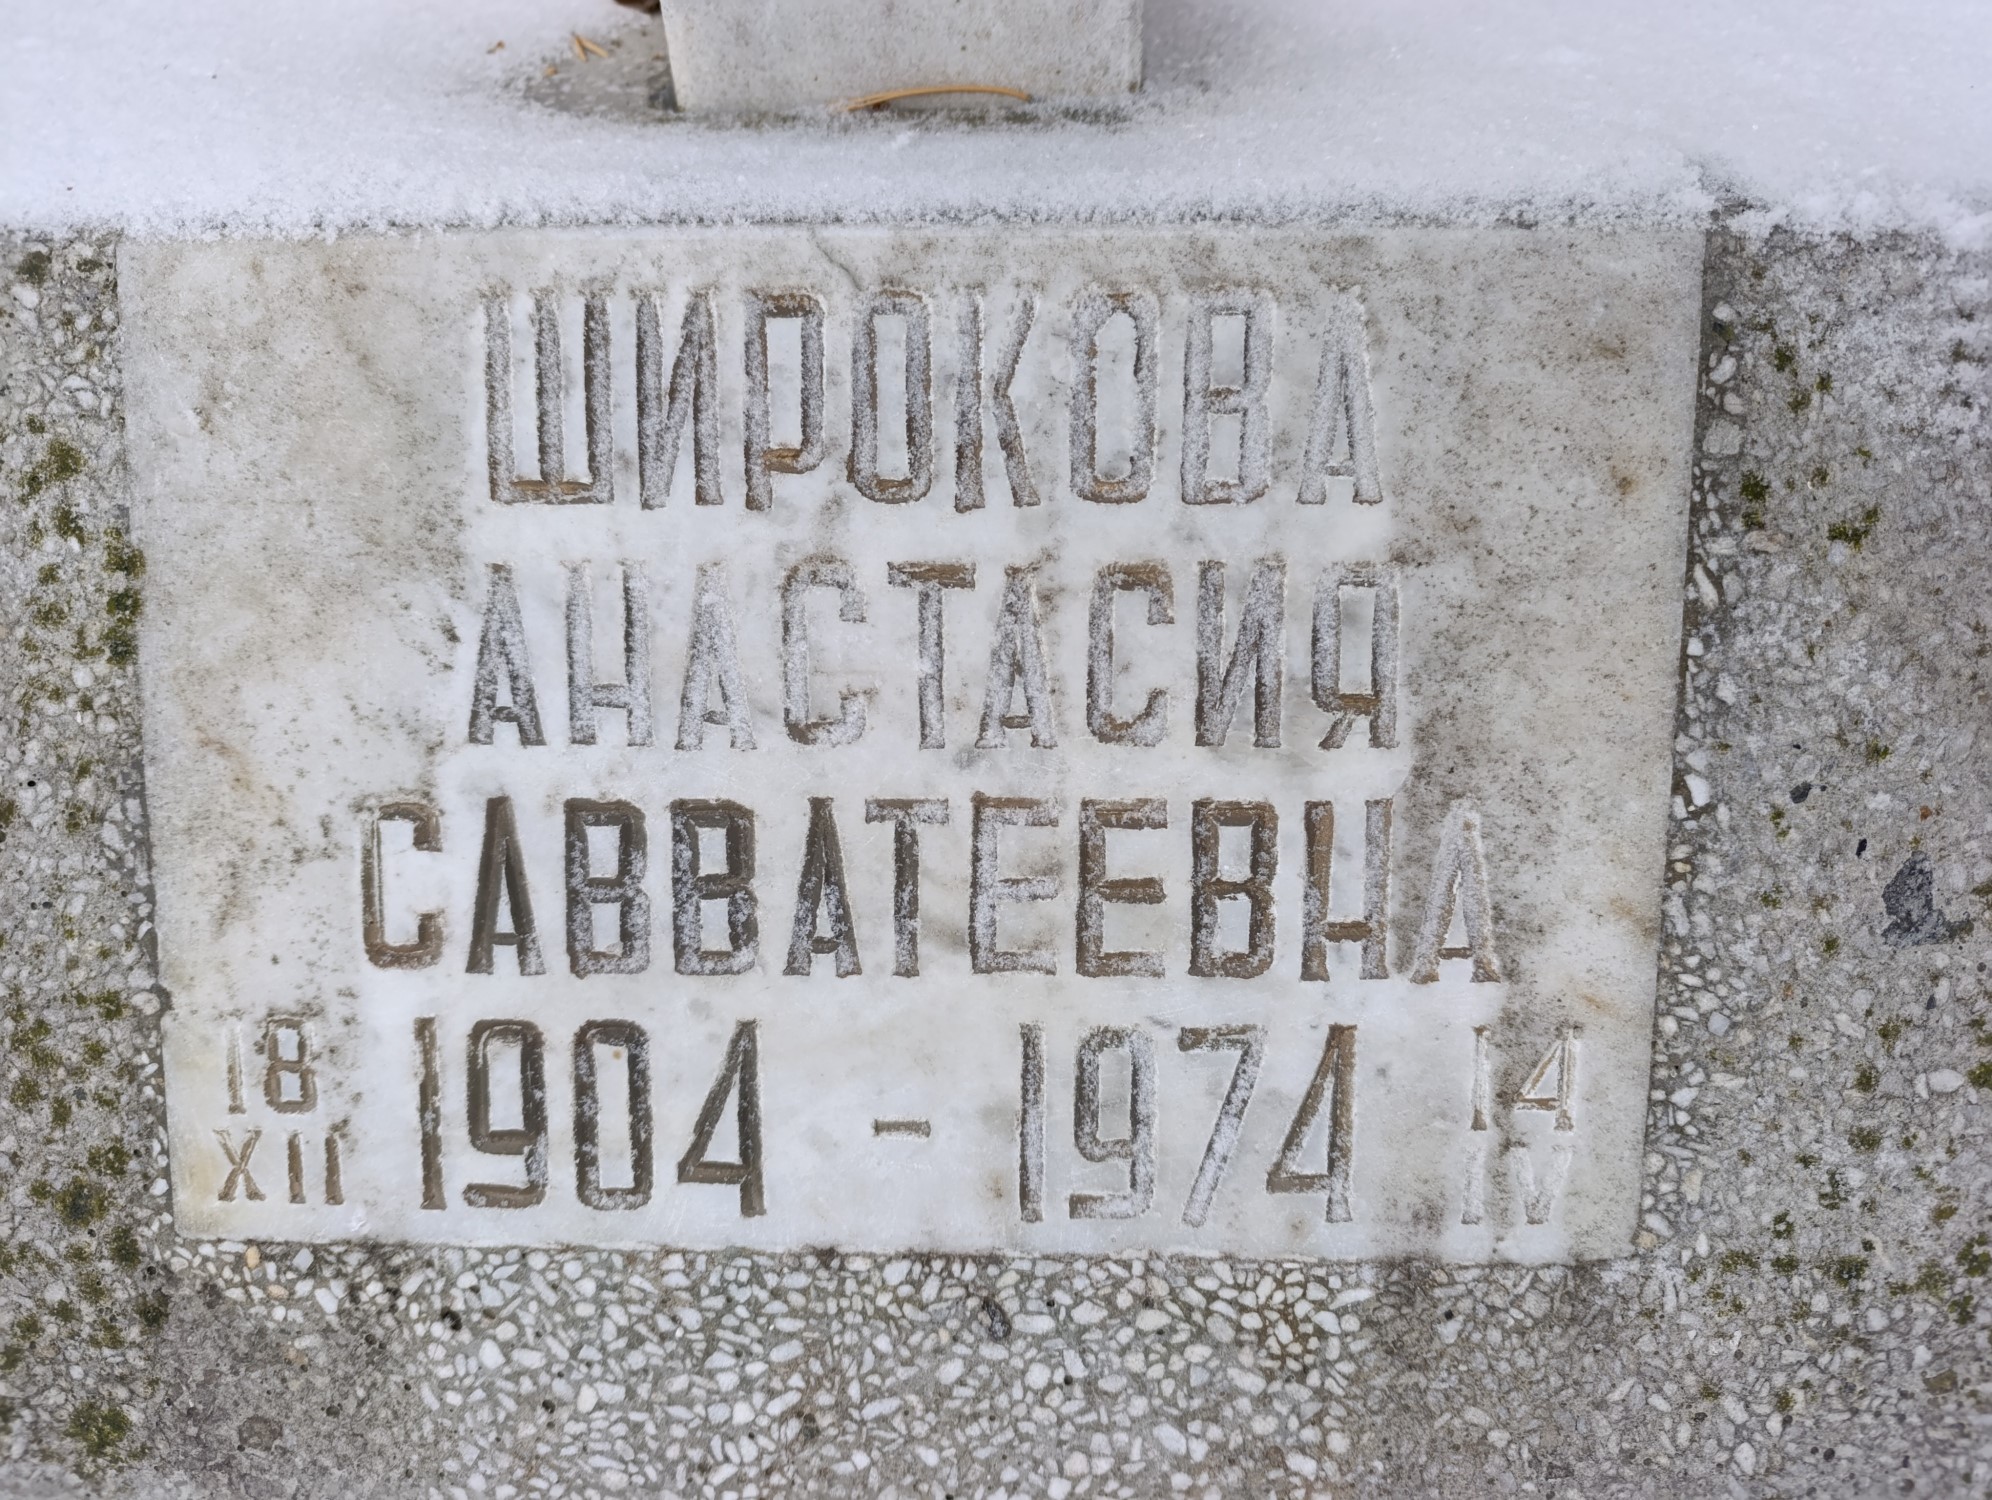 ШИРОКОВА
АНАСТАСИЯ
САВВАТЕЕВНА
18 XII 1904 - 1974 14 IV